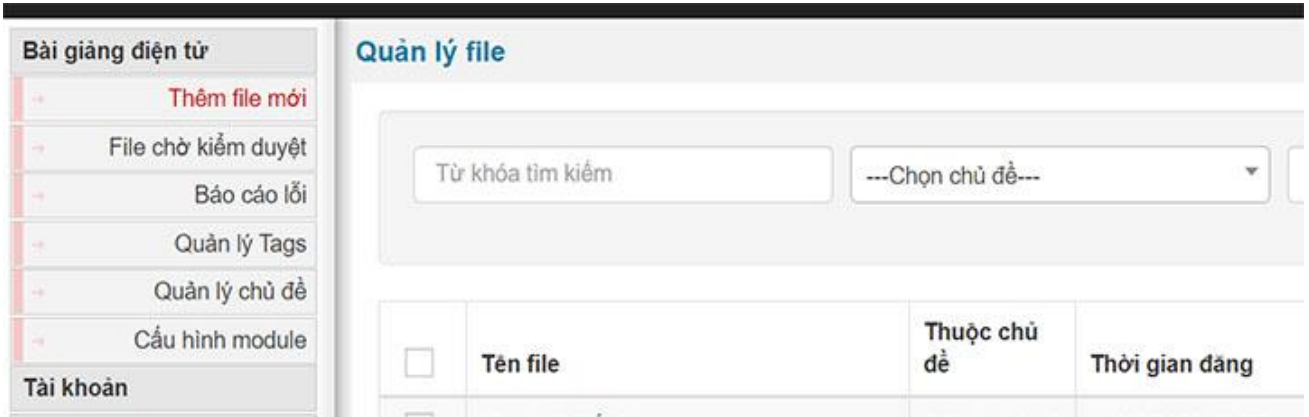 Bài giảng điện tử
Thêm file mới
File chờ kiểm duyệt
Báo cáo lỗi
Quản lý Tags
Quản lý chủ đề
Cấu hình module
Tài khoản
Quản lý file
Từ khóa tìm kiếm
---Chọn chủ đề---
Tên file
Thuộc chủ
đề
Thời gian đăng